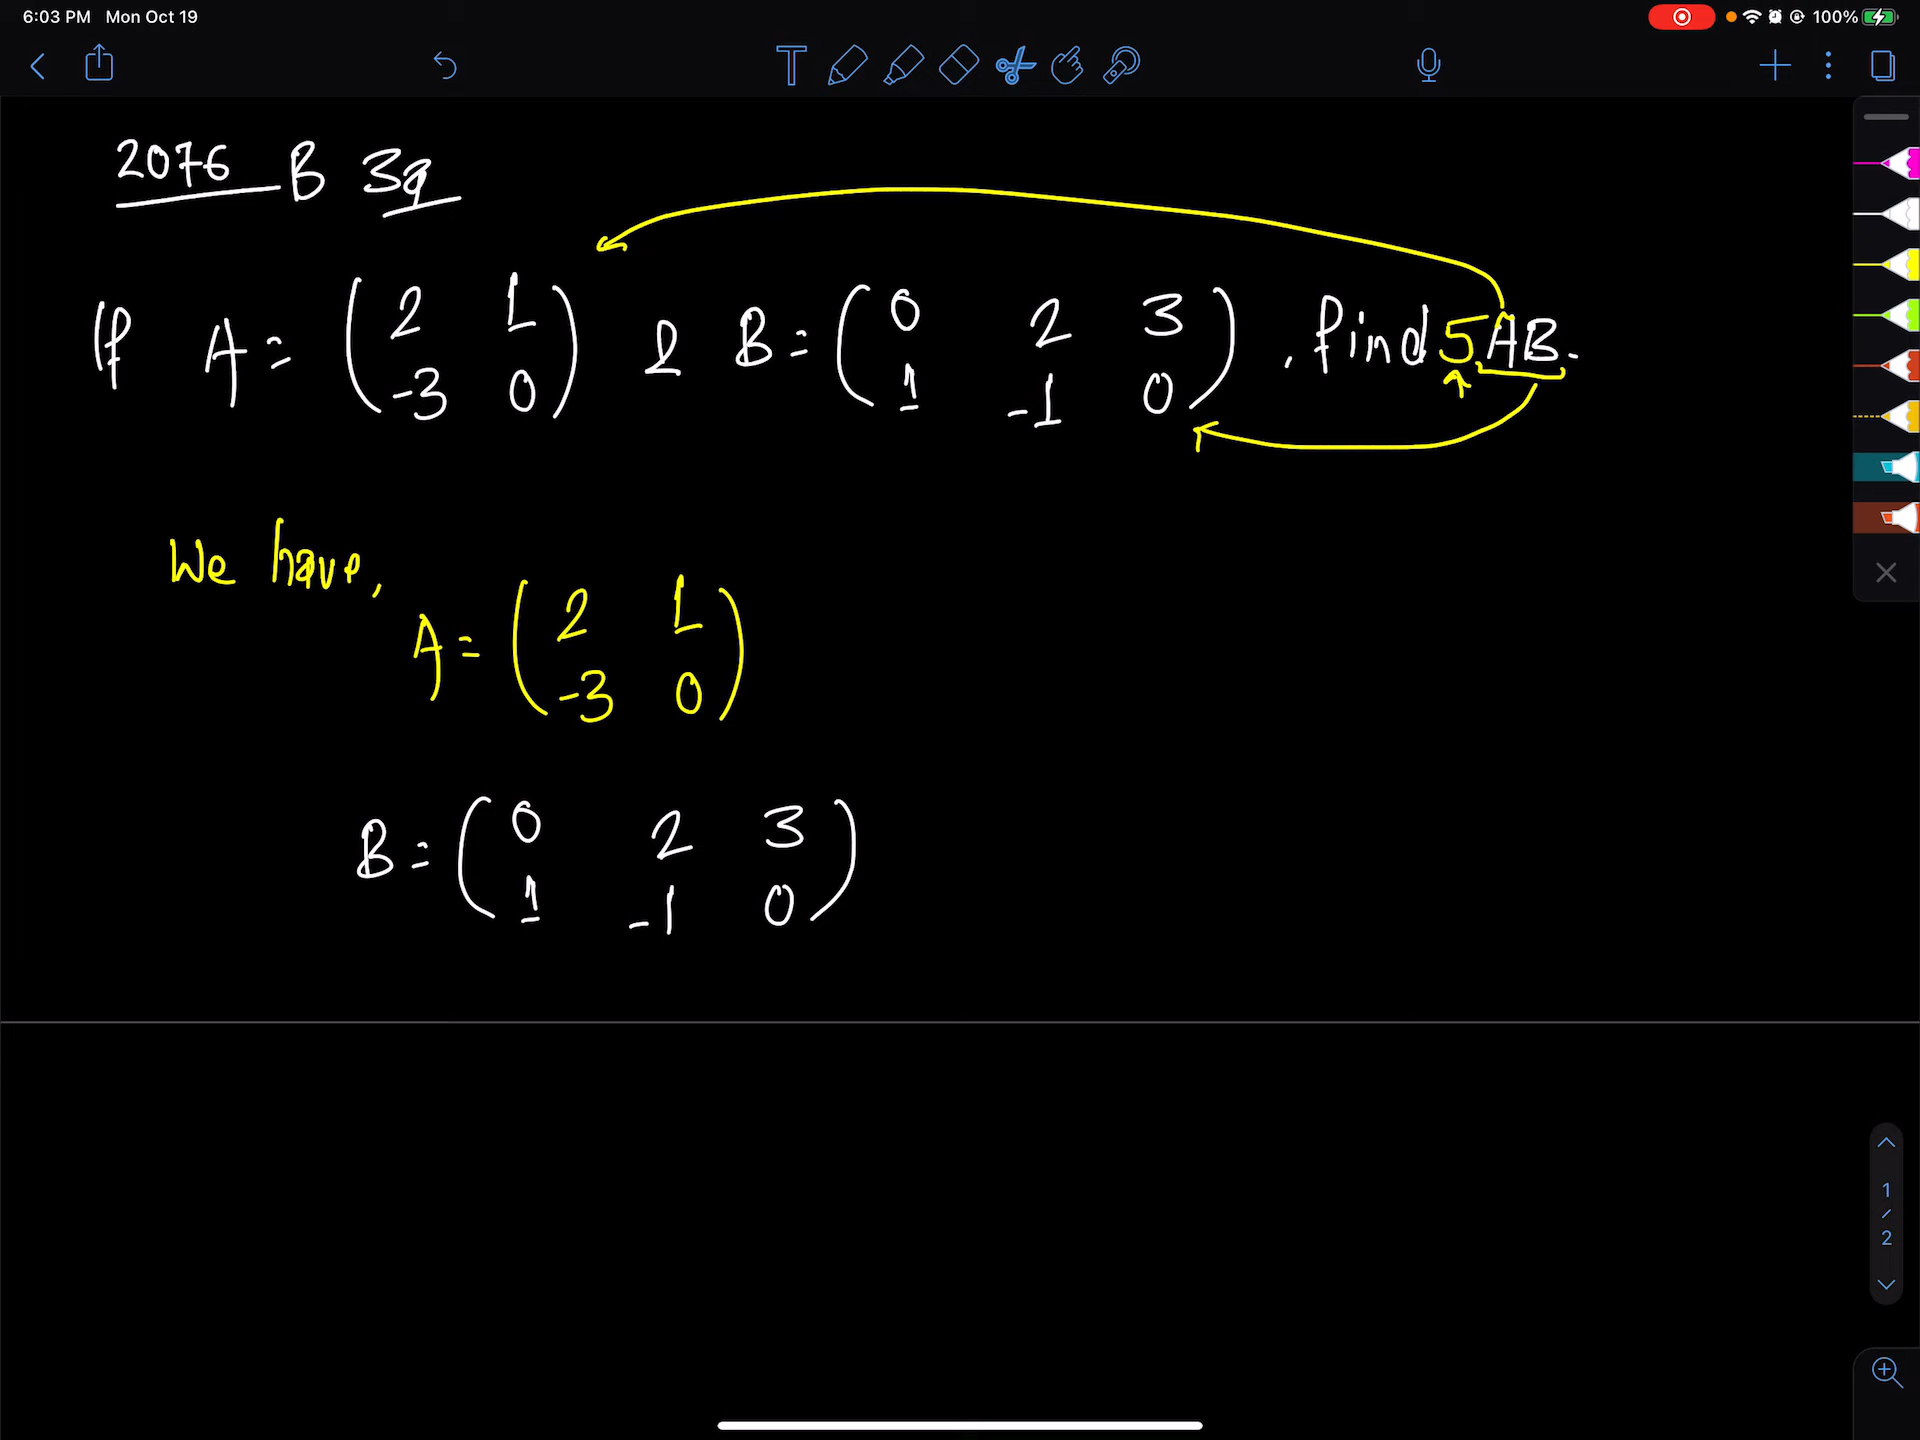 6:03 PM Mon Oct 19
100%
2076 B 3q
If A = ( 2 1 ) & B = ( 0 2 3 ) . find 5AB.
-3 0 1 -1 0
We have,
A = ( 2 1 )
-3 0
B = ( 0 2 3 )
1 -1 0
1
/
2